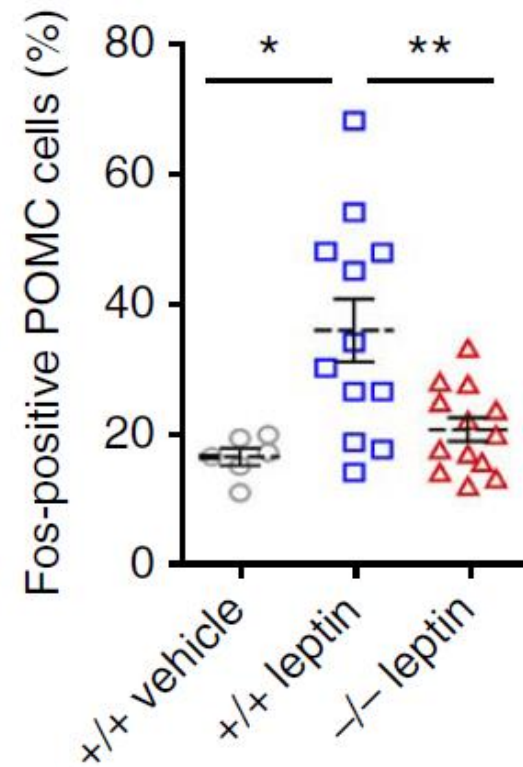 Fos-positive POMC cells (%)
80
60
40
20
0
* **
+/+ vehicle
+/+ leptin
–/– leptin